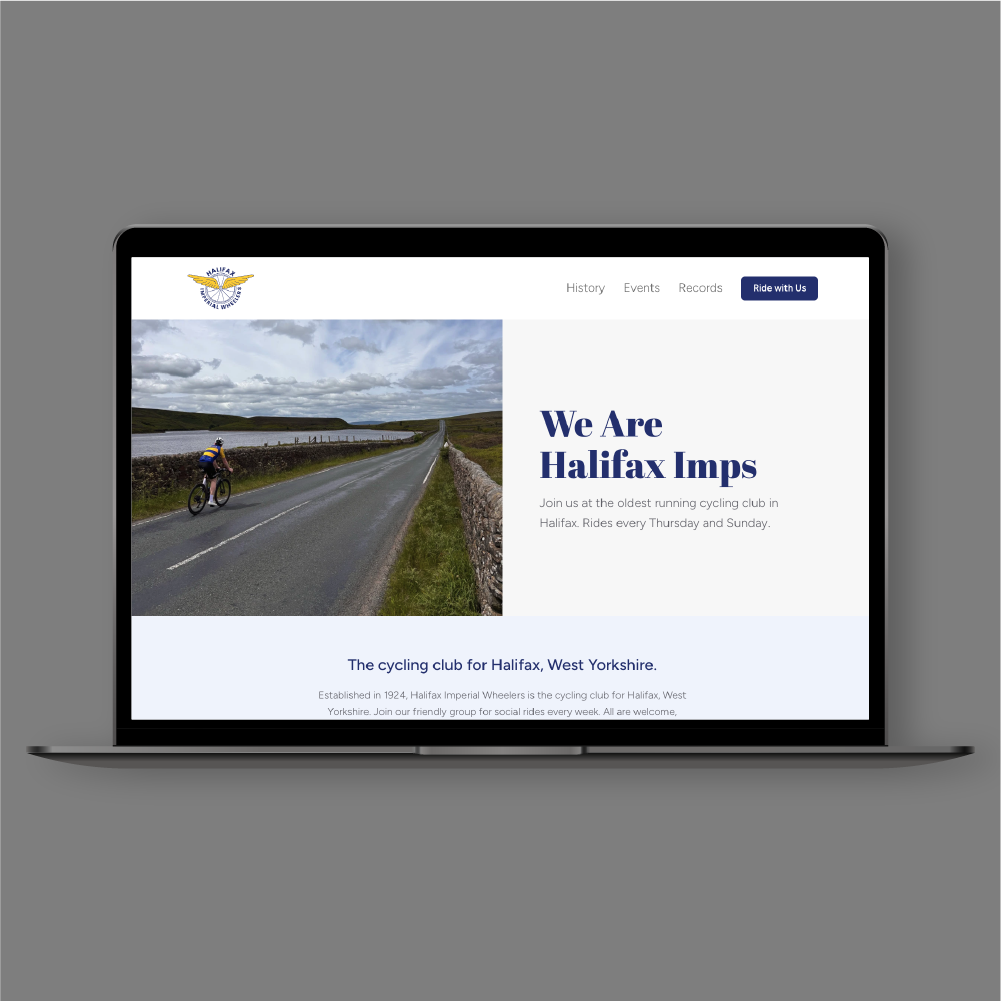 HALIFAX
IMPERIAL WHEELERS
History Events Records Ride with Us
We Are
Halifax Imps
Join us at the oldest running cycling club in
Halifax. Rides every Thursday and Sunday.
The cycling club for Halifax, West Yorkshire.
Established in 1924, Halifax Imperial Wheelers is the cycling club for Halifax, West
Yorkshire. Join our friendly group for social rides every week. All are welcome,